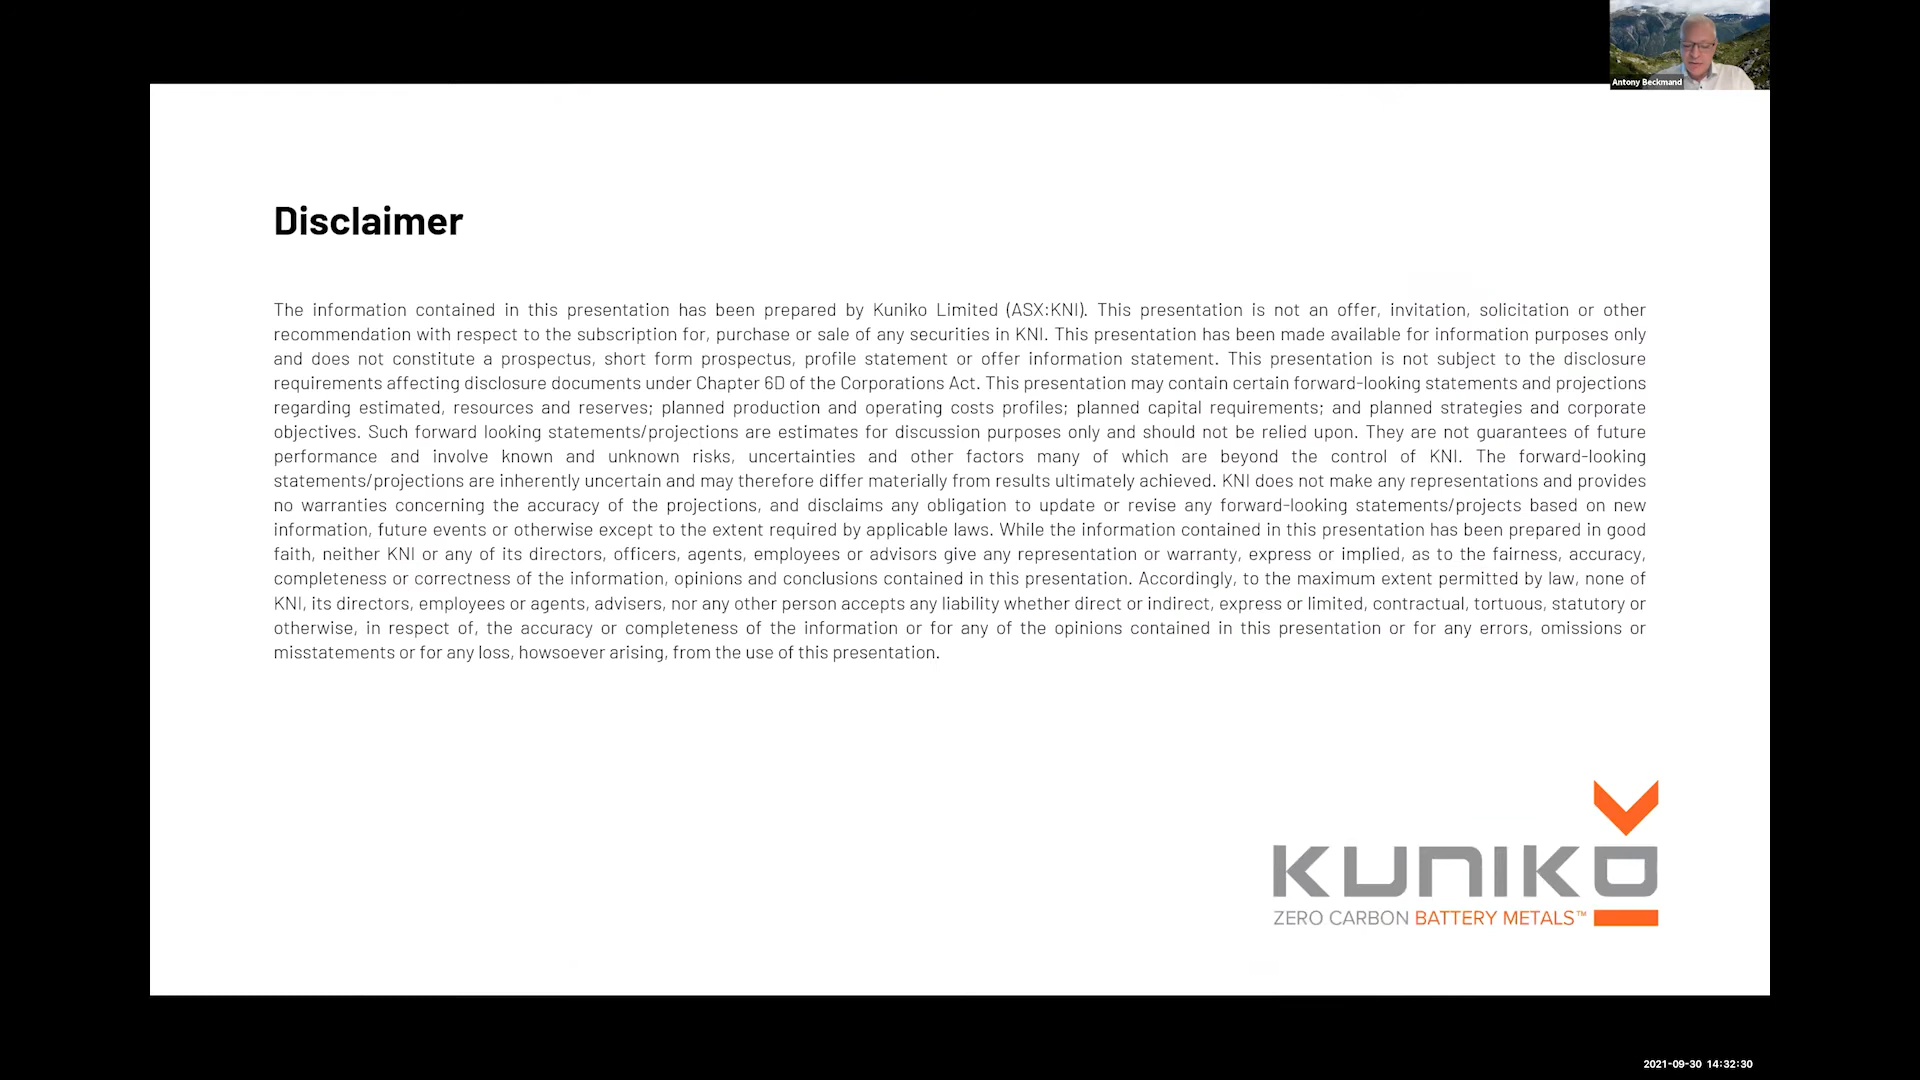 Antony Beckmand
Disclaimer
The information contained in this presentation has been prepared by Kuniko Limited (ASX:KNI). This presentation is not an offer, invitation, solicitation or other
recommendation with respect to the subscription for, purchase or sale of any securities in KNI. This presentation has been made available for information purposes only
and does not constitute a prospectus, short form prospectus, profile statement or offer information statement. This presentation is not subject to the disclosure
requirements affecting disclosure documents under Chapter 6D of the Corporations Act. This presentation may contain certain forward-looking statements and projections
regarding estimated, resources and reserves; planned production and operating costs profiles; planned capital requirements; and planned strategies and corporate
objectives. Such forward looking statements/projections are estimates for discussion purposes only and should not be relied upon. They are not guarantees of future
performance and involve known and unknown risks, uncertainties and other factors many of which are beyond the control of KNI. The forward-looking
statements/projections are inherently uncertain and may therefore differ materially from results ultimately achieved. KNI does not make any representations and provides
no warranties concerning the accuracy of the projections, and disclaims any obligation to update or revise any forward-looking statements/projects based on new
information, future events or otherwise except to the extent required by applicable laws. While the information contained in this presentation has been prepared in good
faith, neither KNI or any of its directors, officers, agents, employees or advisors give any representation or warranty, express or implied, as to the fairness, accuracy,
completeness or correctness of the information, opinions and conclusions contained in this presentation. Accordingly, to the maximum extent permitted by law, none of
KNI, its directors, employees or agents, advisers, nor any other person accepts any liability whether direct or indirect, express or limited, contractual, tortuous, statutory or
otherwise, in respect of, the accuracy or completeness of the information or for any of the opinions contained in this presentation or for any errors, omissions or
misstatements or for any loss, howsoever arising, from the use of this presentation.
KUNIKO
ZERO CARBON BATTERY METALS™
2021-09-30 14:32:30